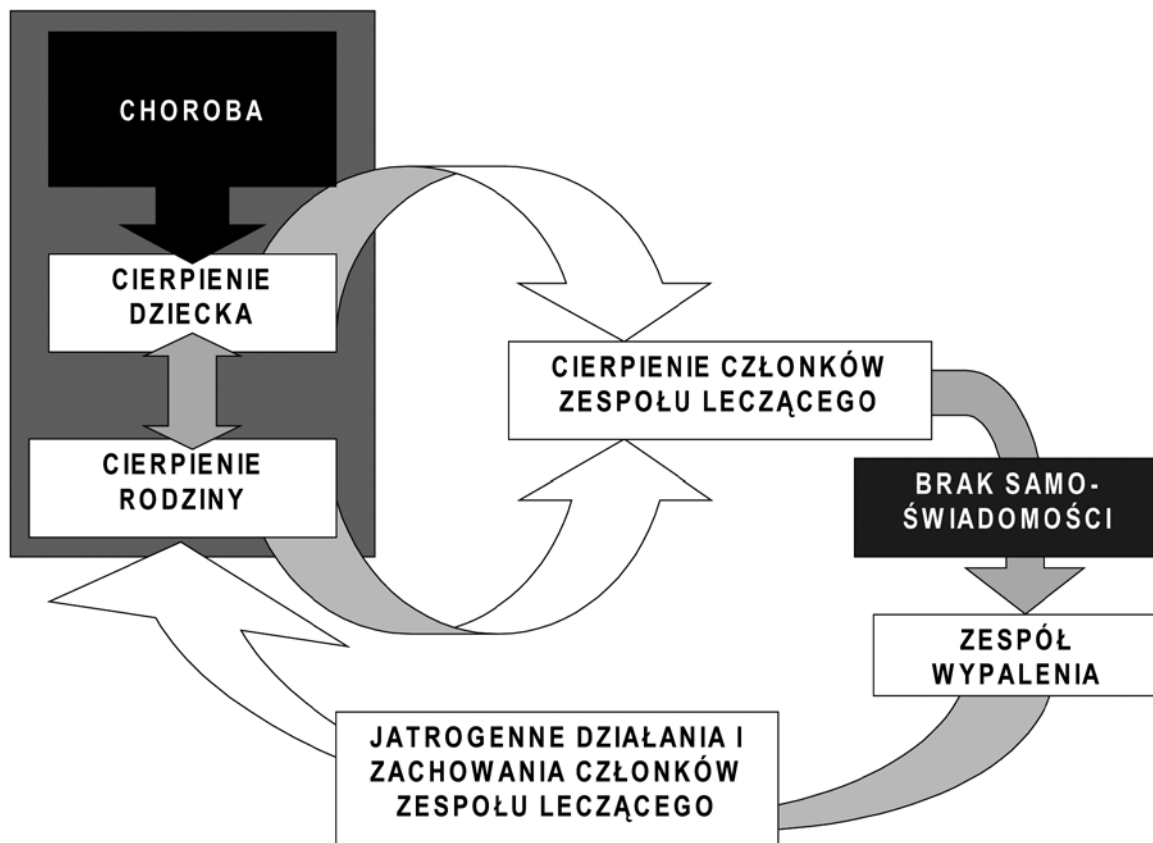 CHOROBA
CIERPIENIE
DZIECKA
CIERPIENIE
RODZINY
CIERPIENIE CZŁONKÓW
ZESPOŁU LECZĄCEGO
BRAK SAMO-
ŚWIADOMOŚCI
ZESPÓŁ
WYPALENIA
JATROGENNE DZIAŁANIA I
ZACHOWANIA CZŁONKÓW
ZESPOŁU LECZĄCEGO